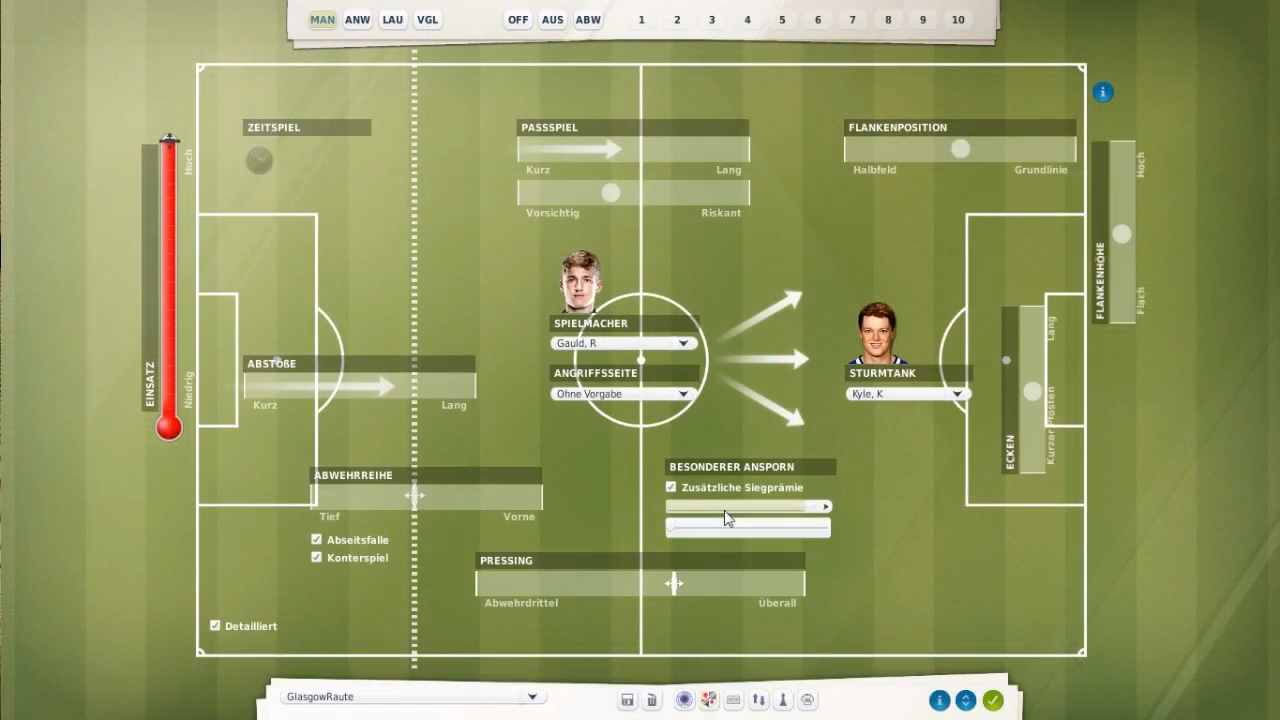 MAN ANW LAU VGL OFF AUS ABW 1 2 3 4 5 6 7 8 9 10
ZEITSPIEL
PASSSPIEL
Kurz Lang
Vorsichtig Riskant
FLANKENPOSITION
Halbfeld Grundlinie
EINSATZ
Hoch
Niedrig
FLANKENHÖHE
Hoch
Flach
SPIELMACHER
Gauld, R
ANGRIFFSSEITE
Ohne Vorgabe
STURMTANK
Kyle, K
ABSTÖßE
Kurz Lang
ECKEN
Lang
Kurzer Pfosten
ABWEHRREIHE
Tief Vorne
Abseitsfalle
Konterspiel
BESONDERER ANSPORN
Zusätzliche Siegprämie
PRESSING
Abwehrdrittel Überall
Detailliert
GlasgowRaute